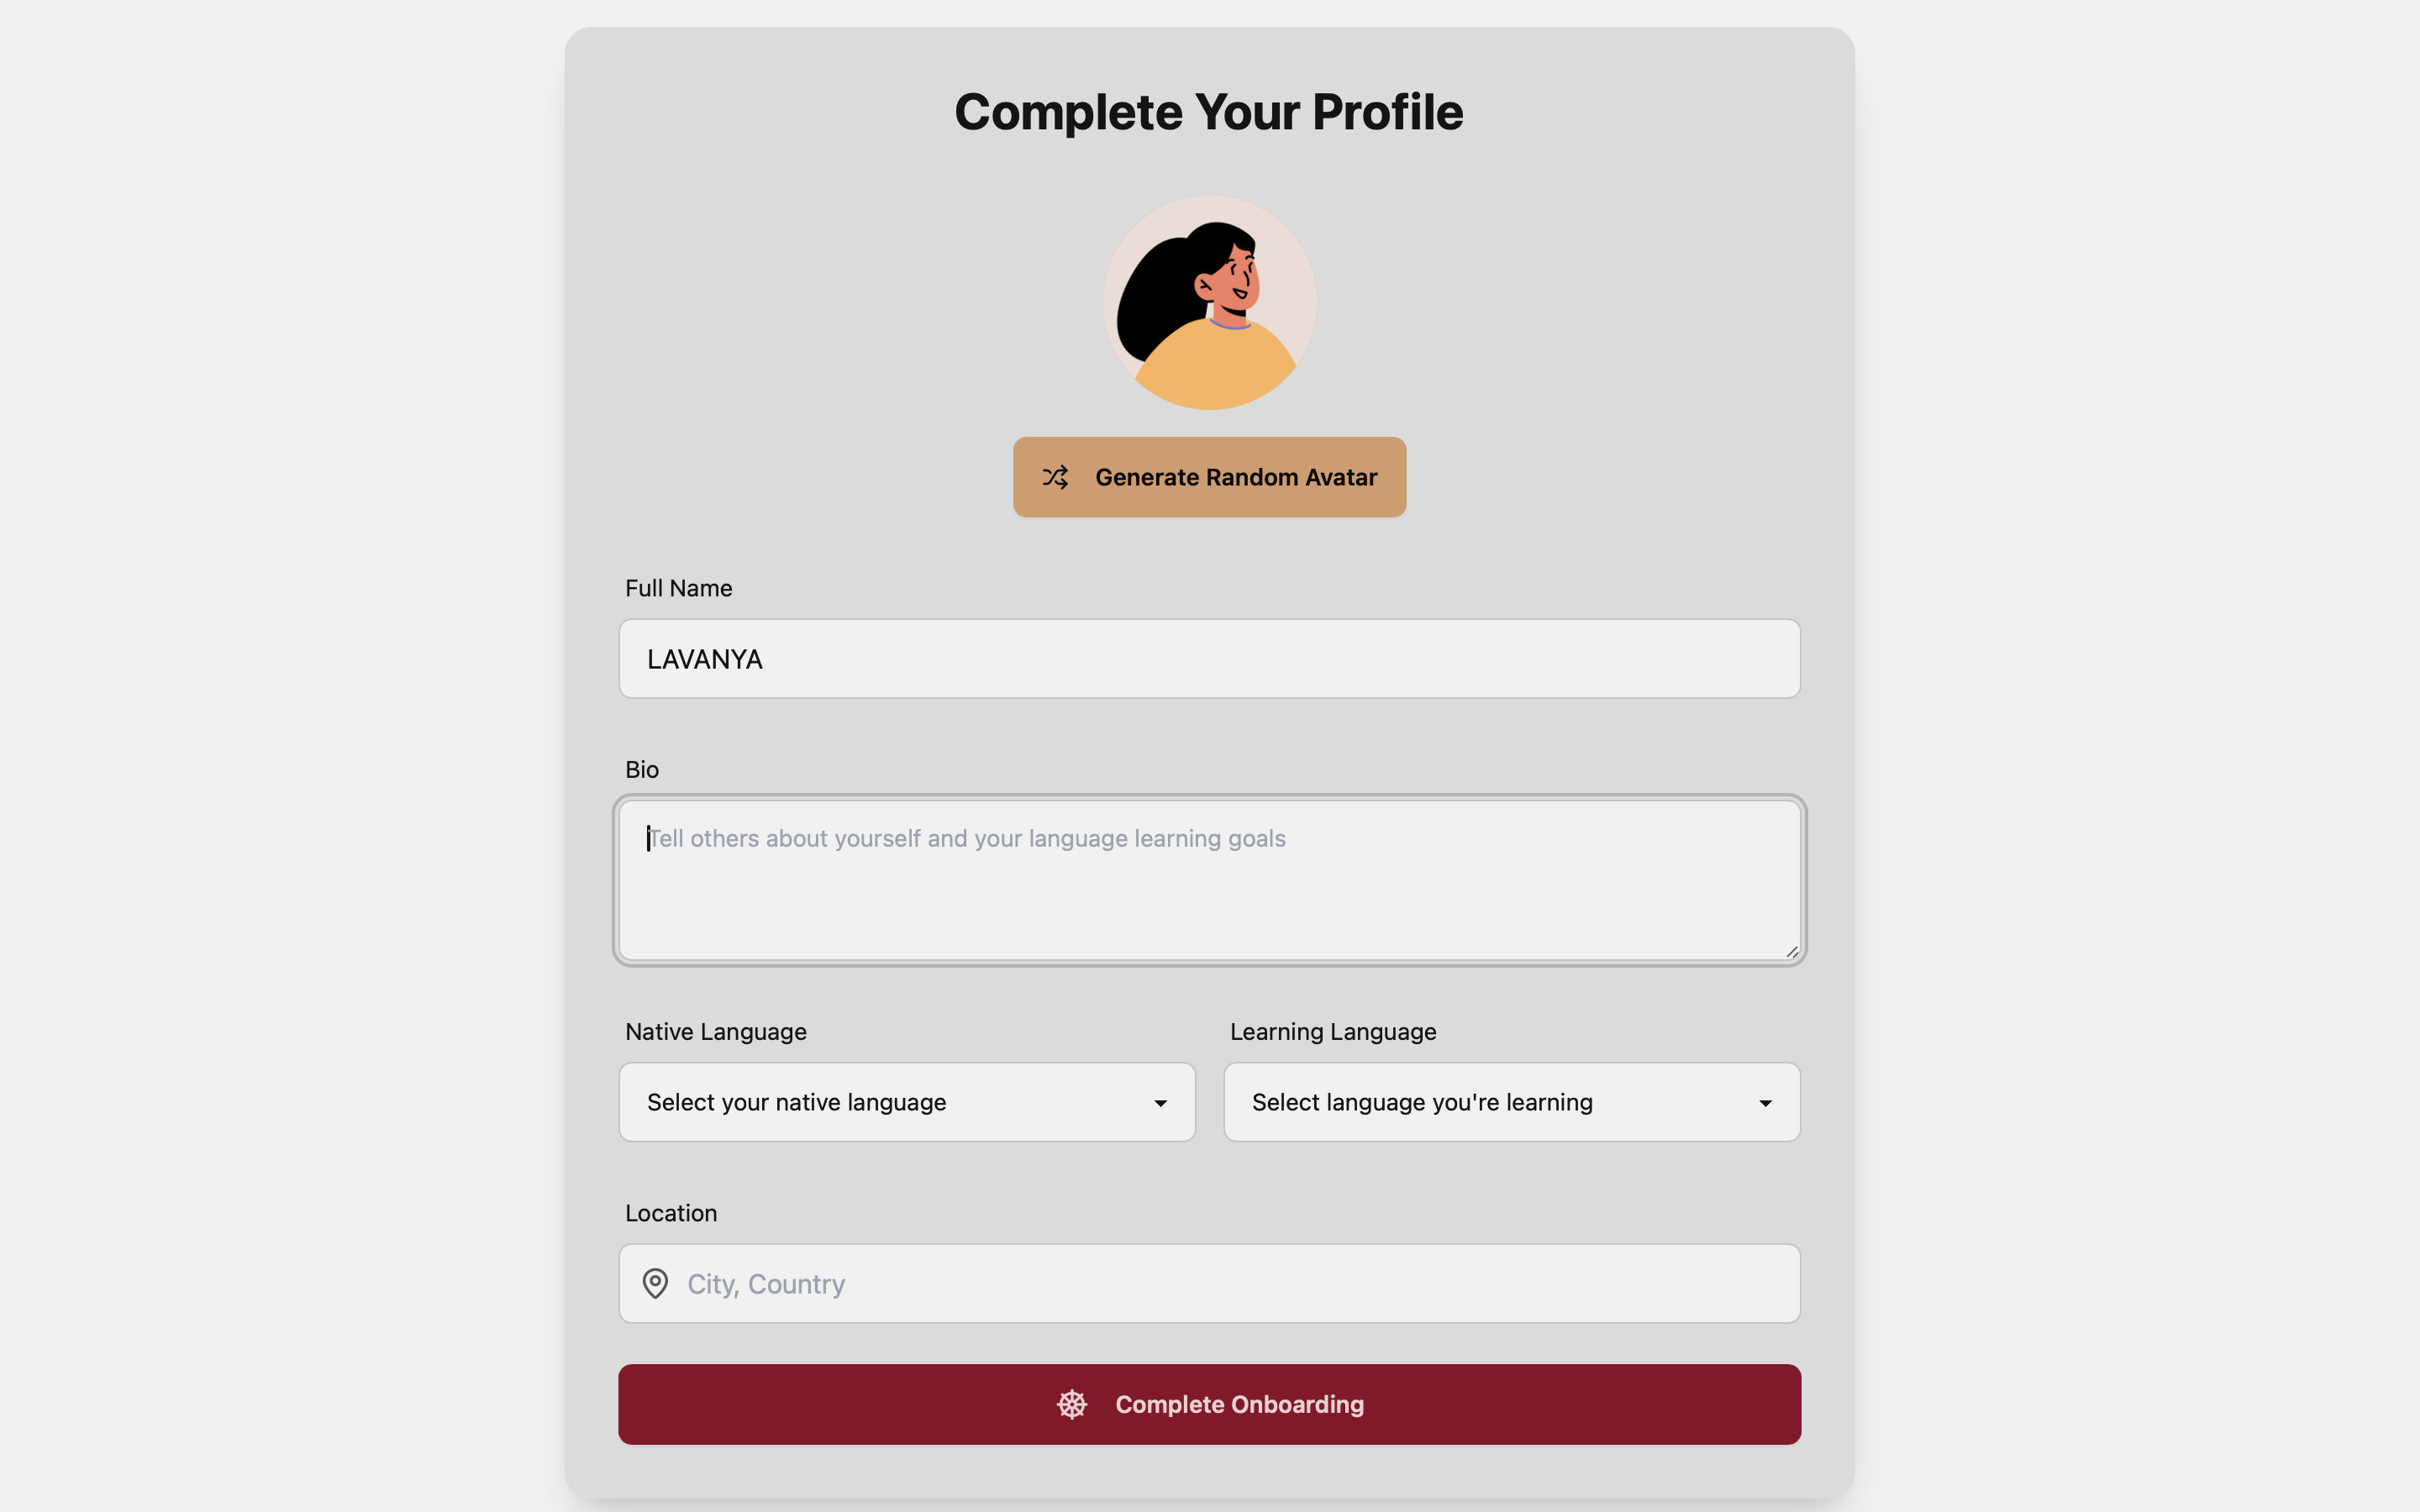 Complete Your Profile
Generate Random Avatar
Full Name
LAVANYA
Bio
Tell others about yourself and your language learning goals
Native Language
Learning Language
Select your native language
Select language you're learning
Location
City, Country
Complete Onboarding